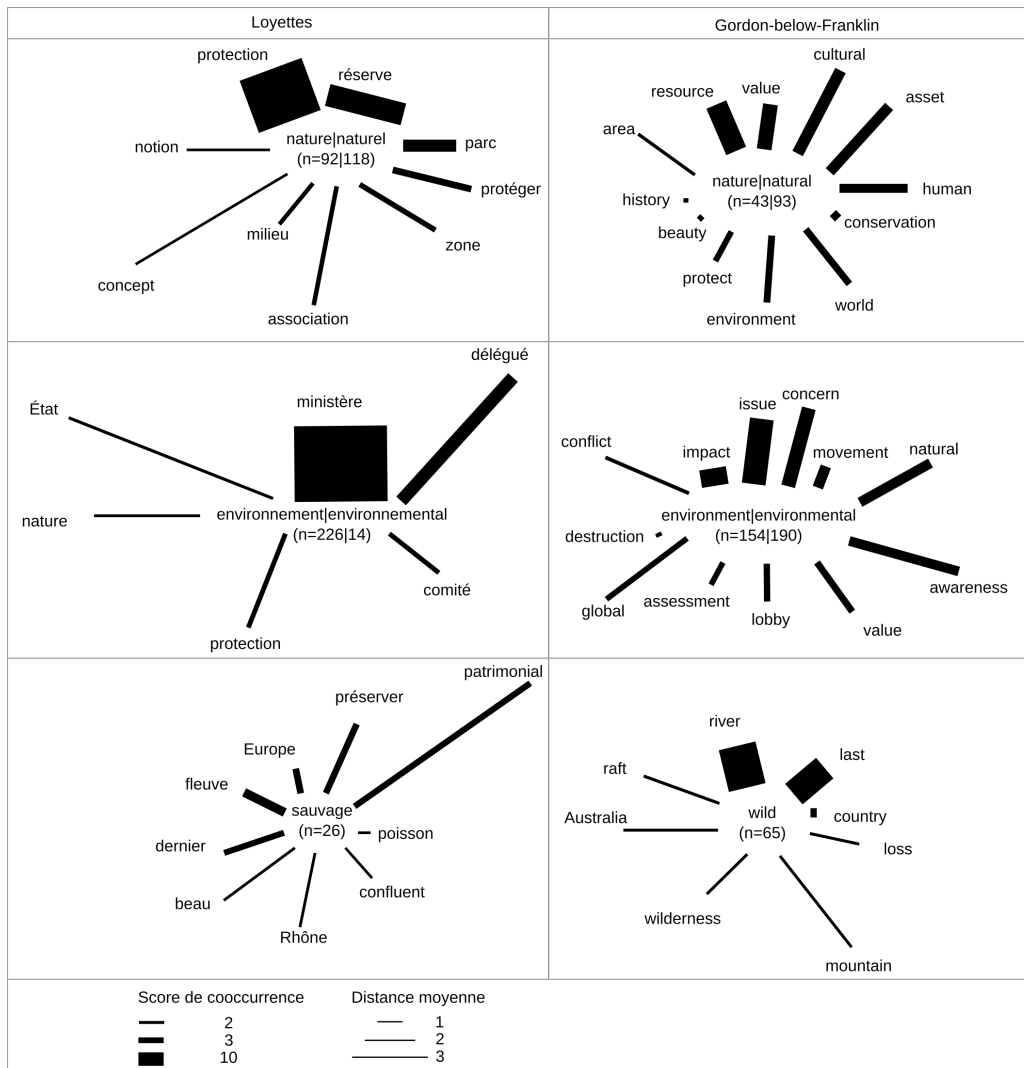 Loyettes
Gordon-below-Franklin
protection
réserve
nature|naturel
(n=92|118)
parc
notion
protéger
milieu
zone
concept
association
cultural
resource
value
asset
area
nature|natural
(n=43|93)
human
history
conservation
beauty
protect
world
environment
délégué
ministère
État
environnement|environnemental
(n=226|14)
nature
comité
protection
concern
issue
conflict
impact
movement
natural
environment|environmental
(n=154|190)
destruction
awareness
global
assessment
lobby
value
patrimonial
préserver
Europe
fleuve
sauvage
(n=26)
poisson
dernier
confluent
beau
Rhône
river
last
raft
Australia
wild
(n=65)
country
loss
wilderness
mountain
Score de cooccurrence
Distance moyenne
2
1
3
2
10
3